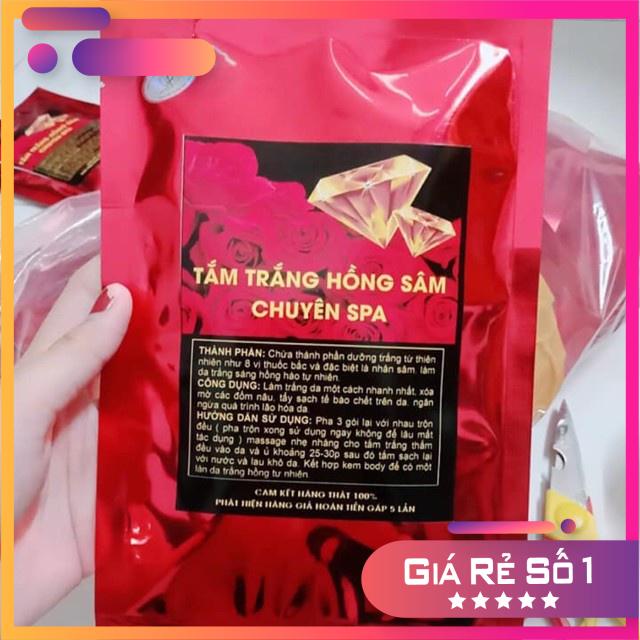 TẮM TRẮNG HỒNG SÂM
CHUYÊN SPA
THÀNH PHẦN: Chứa thành phần dưỡng trắng từ thiên
nhiên như 8 vị thuốc bắc và đặc biệt là nhân sâm. làm
da trắng sáng hồng hào tự nhiên.
CÔNG DỤNG: Làm trắng da một cách nhanh nhất, xóa
mờ các đốm nâu, tẩy sạch tế bào chết trên da. ngăn
ngừa quá trình lão hóa da.
HƯỚNG DẪN SỬ DỤNG: Pha 3 gói lại với nhau trộn
đều ( pha trộn xong sử dụng ngay không để lâu mất
tác dụng ) massage nhẹ nhàng cho tắm trắng thấm
đều vào da và ủ khoảng 25-30p sau đó tắm sạch lại
với nước và lau khô da. Kết hợp kem body để có một
làn da trắng hồng tự nhiên.
CAM KẾT HÀNG THẬT 100%
PHÁT HIỆN HÀNG GIẢ HOÀN TIỀN GẤP 5 LẦN
GIÁ RẺ SỐ 1